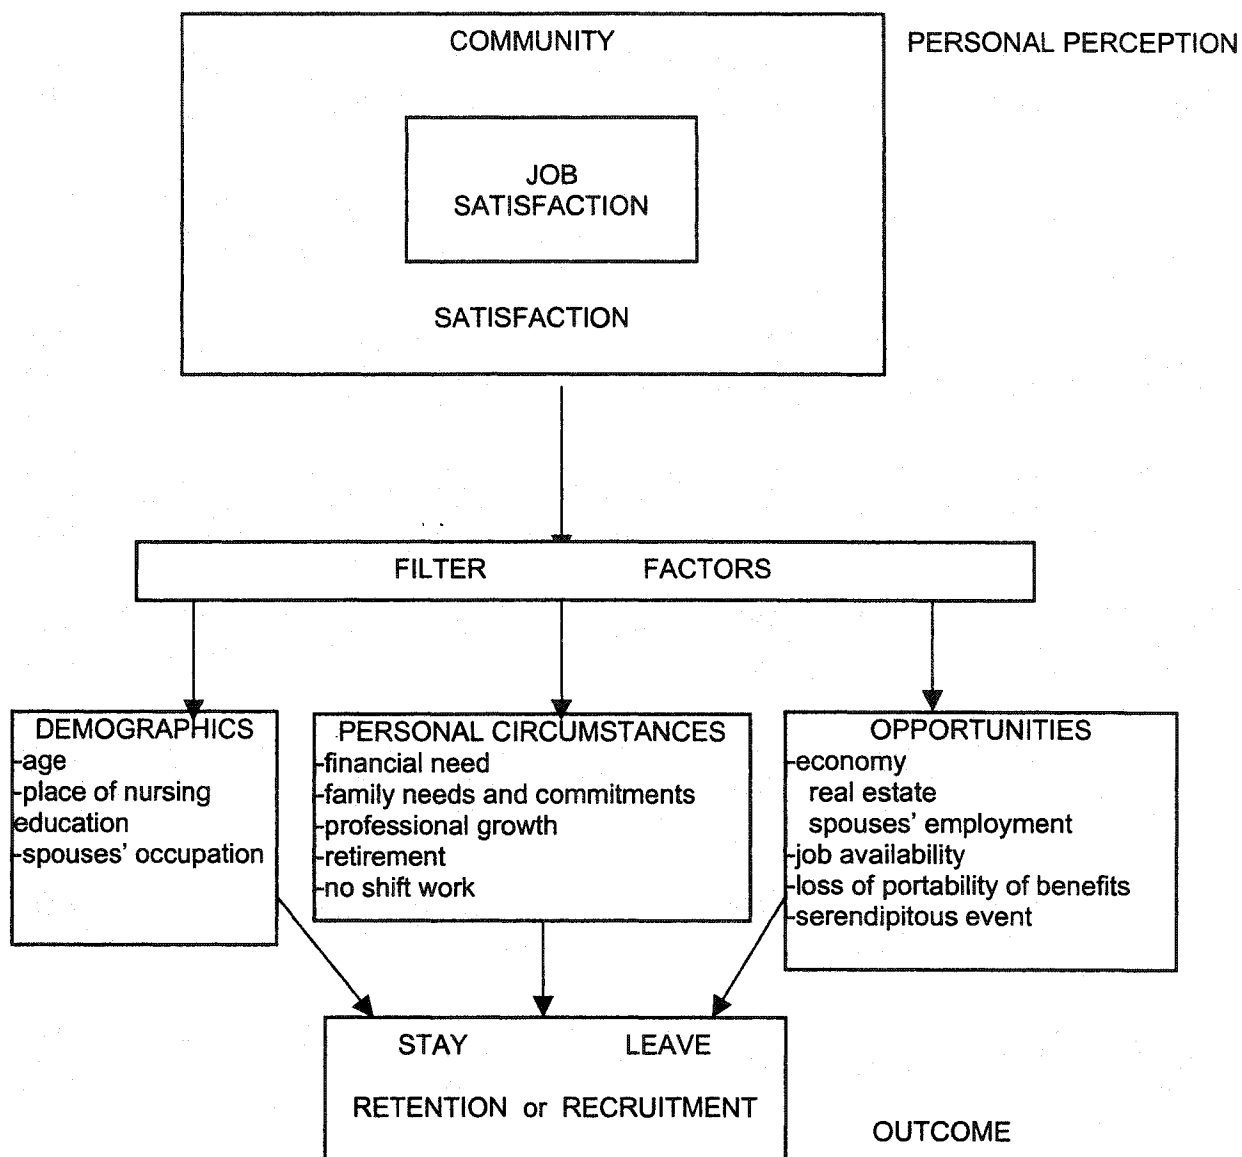 COMMUNITY
PERSONAL PERCEPTION
JOB
SATISFACTION
SATISFACTION
FILTER FACTORS
DEMOGRAPHICS
-age
-place of nursing
education
-spouses' occupation
PERSONAL CIRCUMSTANCES
-financial need
-family needs and commitments
-professional growth
-retirement
-no shift work
OPPORTUNITIES
-economy
real estate
spouses' employment
-job availability
-loss of portability of benefits
-serendipitous event
STAY LEAVE
RETENTION or RECRUITMENT
OUTCOME